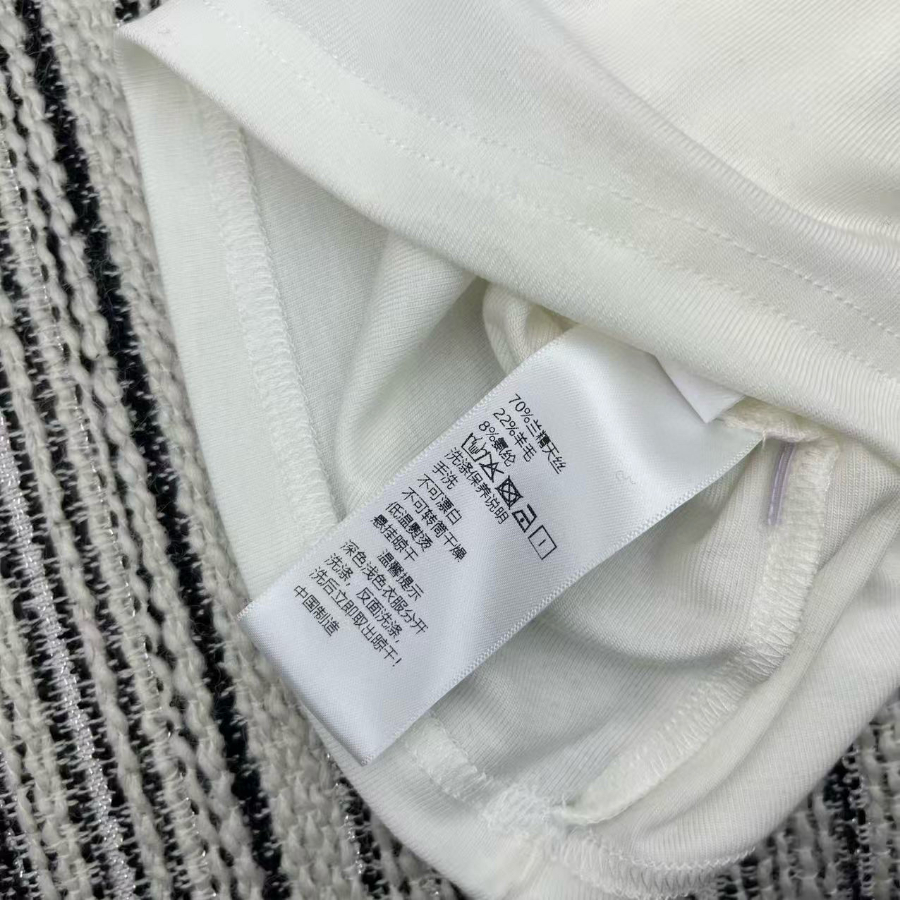 70%兰精天丝
22%羊毛
8%氨纶
洗涤保养说明
手洗
不可漂白
不可转筒干燥
低温熨烫
悬挂晾干
温馨提示
深色浅色衣服分开
洗涤，反面洗涤，
洗后立即取出晾干!
中国制造